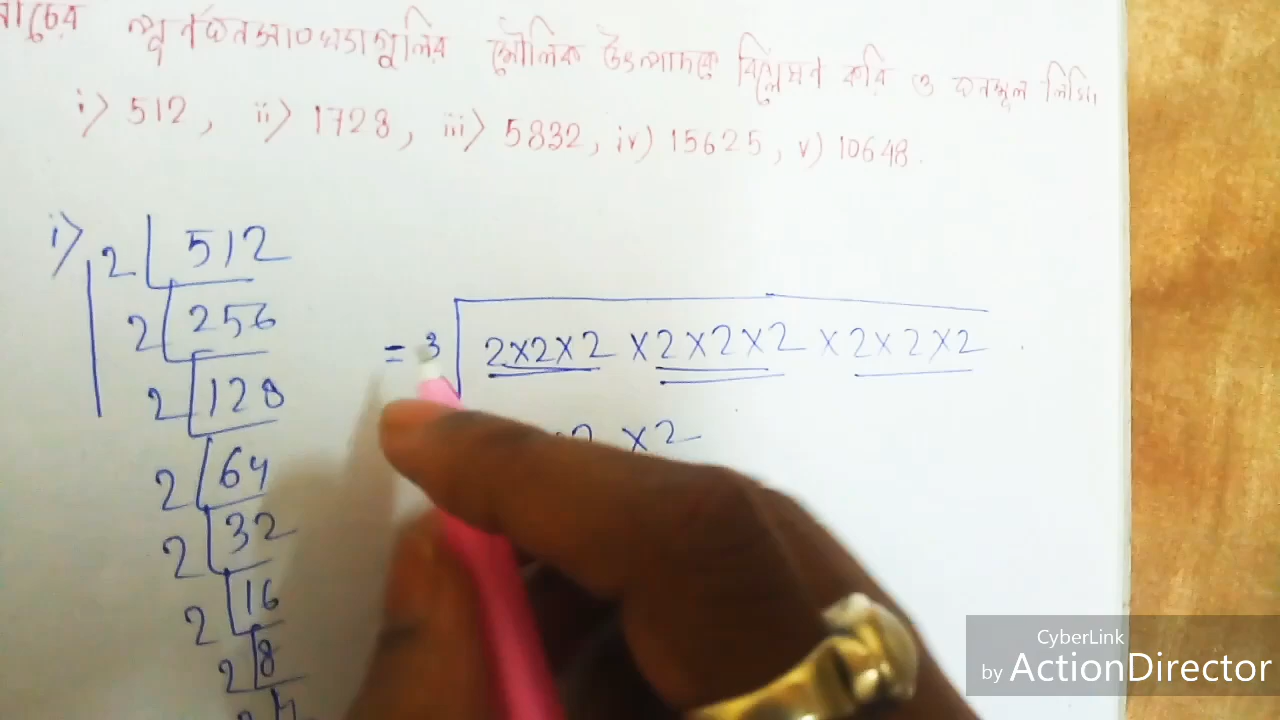 নাচের পূর্ণঘনসংখ্যাগুলির মৌলিক উৎপাদকে বিশ্লেষণ করি ও ঘনমূল লিখি।
i> 512, ii> 1728, iii> 5832, iv) 15625, v) 10648.
i> 2 512
2 256
= 3 2×2×2 ×2×2×2 ×2×2×2
2 128
×2
2 64
2 32
2 16
2 8
CyberLink
by ActionDirector